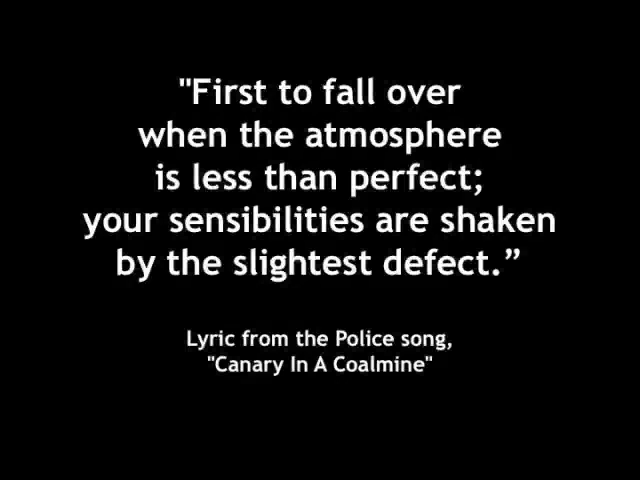 "First to fall over
when the atmosphere
is less than perfect;
your sensibilities are shaken
by the slightest defect.”
Lyric from the Police song,
"Canary In A Coalmine"